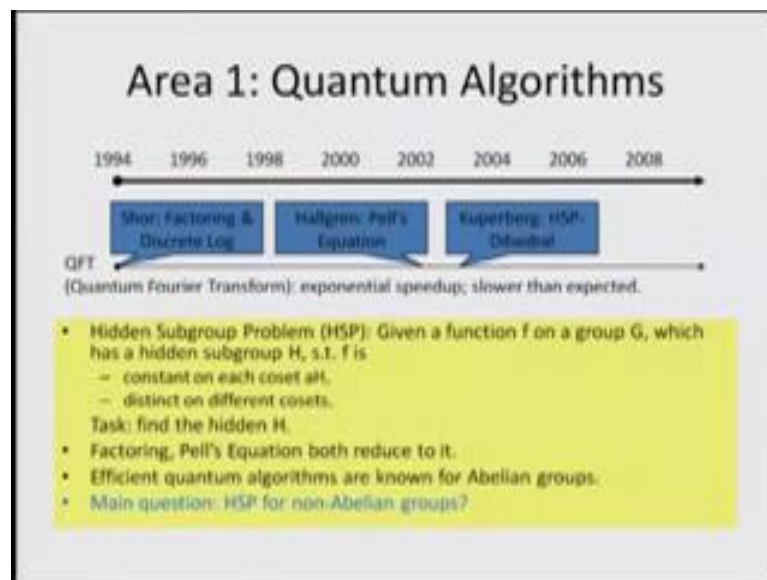 Area 1: Quantum Algorithms
1994 1996 1998 2000 2002 2004 2006 2008
Shor: Factoring & Discrete Log
Hallgren: Pell's Equation
Kuperberg: HSP-Dihedral
QFT
(Quantum Fourier Transform): exponential speedup; slower than expected.
• Hidden Subgroup Problem (HSP): Given a function f on a group G, which
has a hidden subgroup H, s.t. f is
– constant on each coset aH,
– distinct on different cosets.
Task: find the hidden H.
• Factoring, Pell's Equation both reduce to it.
• Efficient quantum algorithms are known for Abelian groups.
• Main question: HSP for non-Abelian groups?